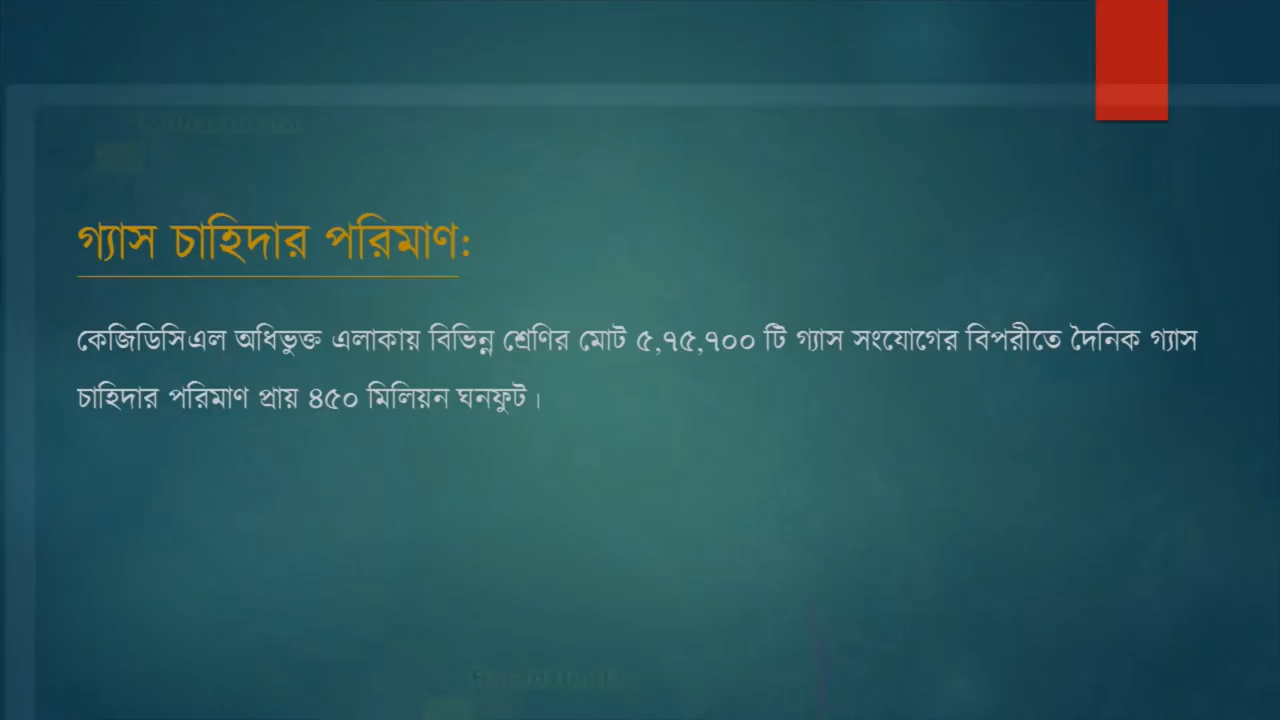 গ্যাস চাহিদার পরিমাণ:
কেজিডিসিএল অধিভুক্ত এলাকায় বিভিন্ন শ্রেণির মোট ৫,৭৫,৭০০ টি গ্যাস সংযোগের বিপরীতে দৈনিক গ্যাস
চাহিদার পরিমাণ প্রায় ৪৫০ মিলিয়ন ঘনফুট।